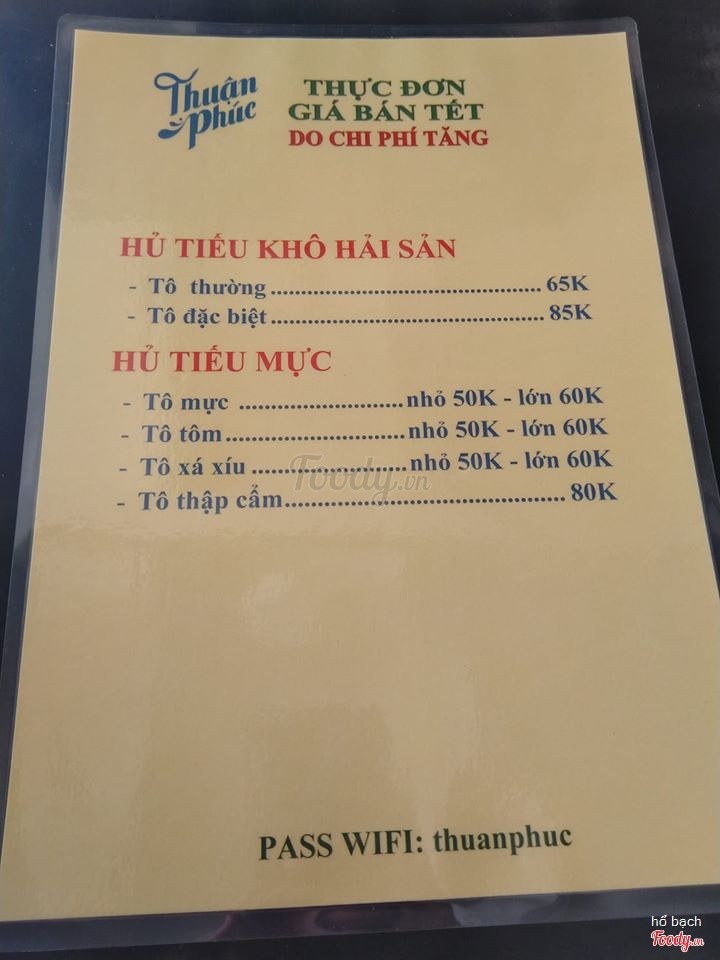 Thuận Phúc
THỰC ĐƠN
GIÁ BÁN TẾT
DO CHI PHÍ TĂNG
HỦ TIẾU KHÔ HẢI SẢN
- Tô thường............................................ 65K
- Tô đặc biệt............................................ 85K
HỦ TIẾU MỰC
- Tô mực ..........................nhỏ 50K - lớn 60K
- Tô tôm............................nhỏ 50K - lớn 60K
- Tô xá xíu ........................nhỏ 50K - lớn 60K
- Tô thập cẩm............................................ 80K
Foody.vn
PASS WIFI: thuanphuc
hổ bạch
Foody.vn